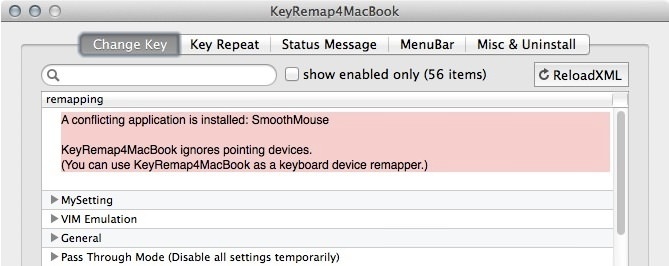 KeyRemap4MacBook
Change Key Key Repeat Status Message MenuBar Misc & Uninstall
show enabled only (56 items) ReloadXML
remapping
A conflicting application is installed: SmoothMouse
KeyRemap4MacBook ignores pointing devices.
(You can use KeyRemap4MacBook as a keyboard device remapper.)
MySetting
VIM Emulation
General
Pass Through Mode (Disable all settings temporarily)